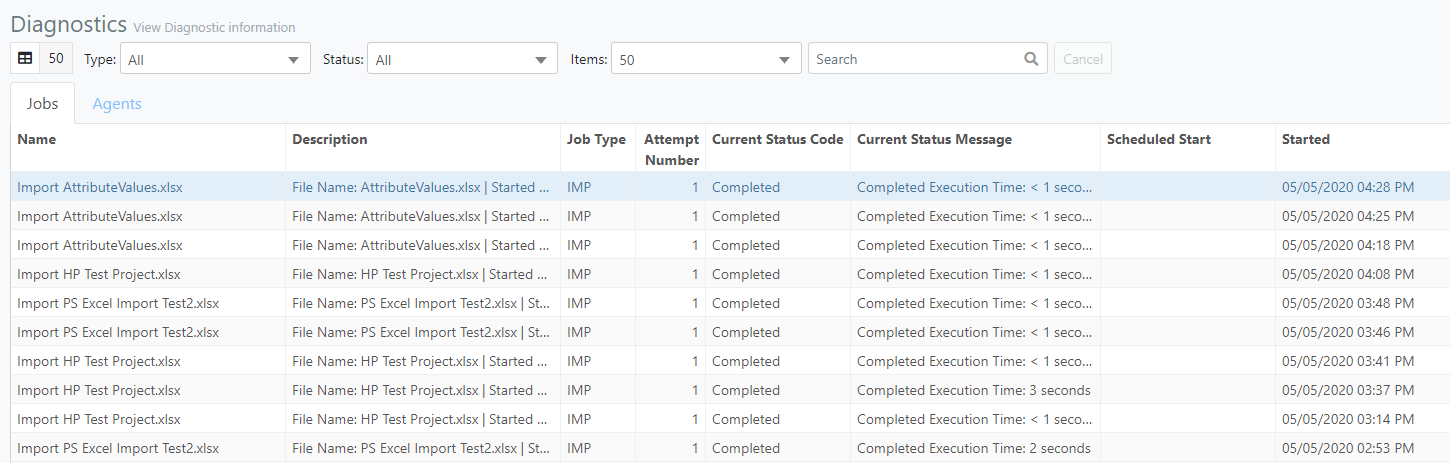 Diagnostics View Diagnostic information
50 Type: All Status: All Items: 50 Search Cancel
Jobs Agents
Name Description Job Type Attempt Number Current Status Code Current Status Message Scheduled Start Started
Import AttributeValues.xlsx File Name: AttributeValues.xlsx | Started ... IMP 1 Completed Completed Execution Time: < 1 seco... 05/05/2020 04:28 PM
Import AttributeValues.xlsx File Name: AttributeValues.xlsx | Started ... IMP 1 Completed Completed Execution Time: < 1 seco... 05/05/2020 04:25 PM
Import AttributeValues.xlsx File Name: AttributeValues.xlsx | Started ... IMP 1 Completed Completed Execution Time: < 1 seco... 05/05/2020 04:18 PM
Import HP Test Project.xlsx File Name: HP Test Project.xlsx | Started ... IMP 1 Completed Completed Execution Time: < 1 seco... 05/05/2020 04:08 PM
Import PS Excel Import Test2.xlsx File Name: PS Excel Import Test2.xlsx | St... IMP 1 Completed Completed Execution Time: < 1 seco... 05/05/2020 03:48 PM
Import PS Excel Import Test2.xlsx File Name: PS Excel Import Test2.xlsx | St... IMP 1 Completed Completed Execution Time: < 1 seco... 05/05/2020 03:46 PM
Import HP Test Project.xlsx File Name: HP Test Project.xlsx | Started ... IMP 1 Completed Completed Execution Time: < 1 seco... 05/05/2020 03:41 PM
Import HP Test Project.xlsx File Name: HP Test Project.xlsx | Started ... IMP 1 Completed Completed Execution Time: 3 seconds 05/05/2020 03:37 PM
Import HP Test Project.xlsx File Name: HP Test Project.xlsx | Started ... IMP 1 Completed Completed Execution Time: < 1 seco... 05/05/2020 03:14 PM
Import PS Excel Import Test2.xlsx File Name: PS Excel Import Test2.xlsx | St... IMP 1 Completed Completed Execution Time: 2 seconds 05/05/2020 02:53 PM